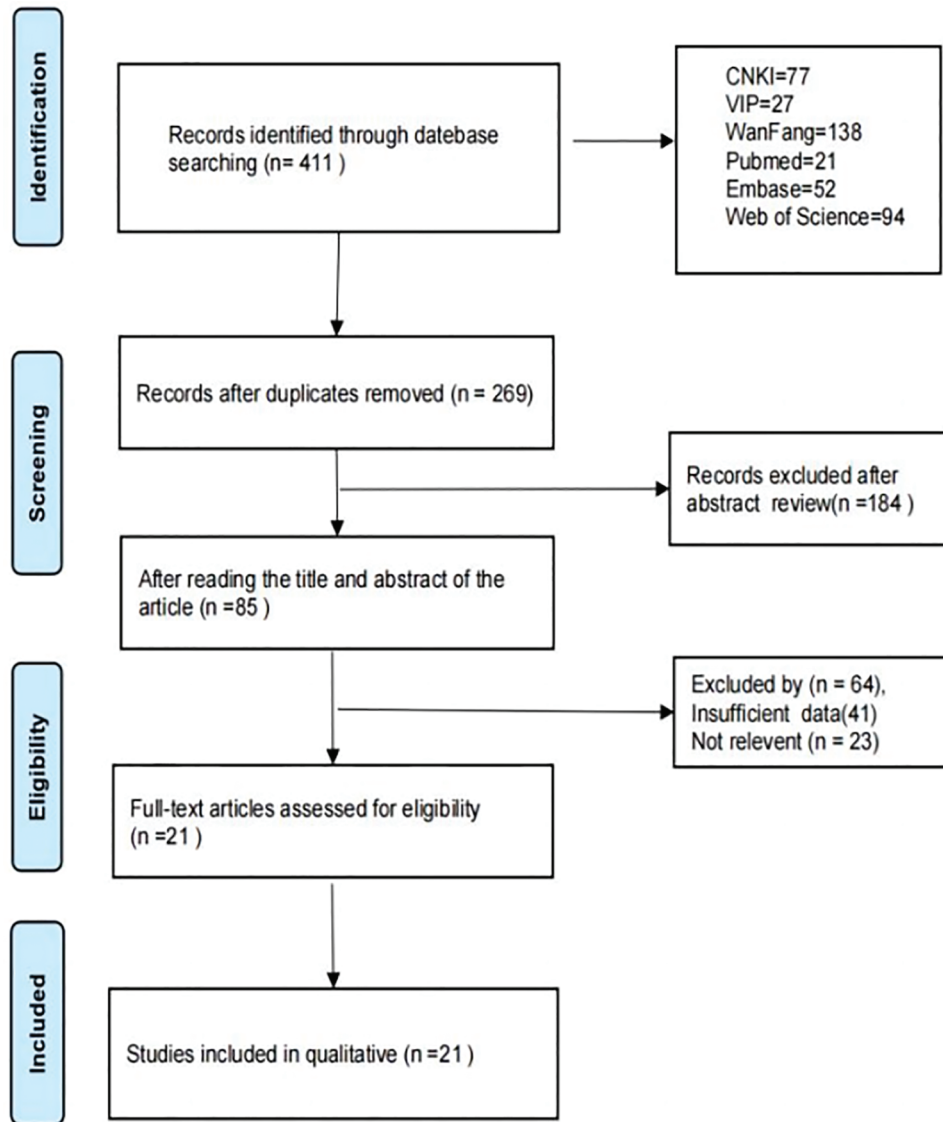 Identification
Records identified through datebase
searching (n= 411 )
CNKI=77
VIP=27
WanFang=138
Pubmed=21
Embase=52
Web of Science=94
Screening
Records after duplicates removed (n = 269)
Records excluded after
abstract review(n =184 )
After reading the title and abstract of the
article (n =85 )
Eligibility
Excluded by (n = 64),
Insufficient data(41)
Not relevent (n = 23)
Full-text articles assessed for eligibility
(n =21 )
Included
Studies included in qualitative (n =21 )